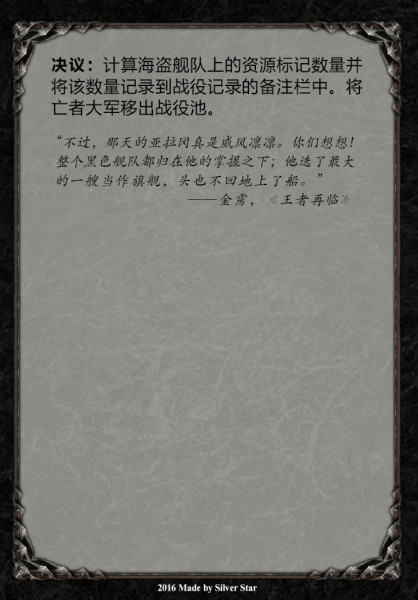 决议：计算海盗舰队上的资源标记数量并
将该数量记录到战役记录的备注栏中。将
亡者大军移出战役池。
“不过，那天的亚拉冈真是威风凛凛。你们想想！
整个黑色舰队都归在他的掌握之下；他选了最大
的一艘当作旗舰，头也不回地上了船。”
——金雳，《王者再临》
2016 Made by Silver Star